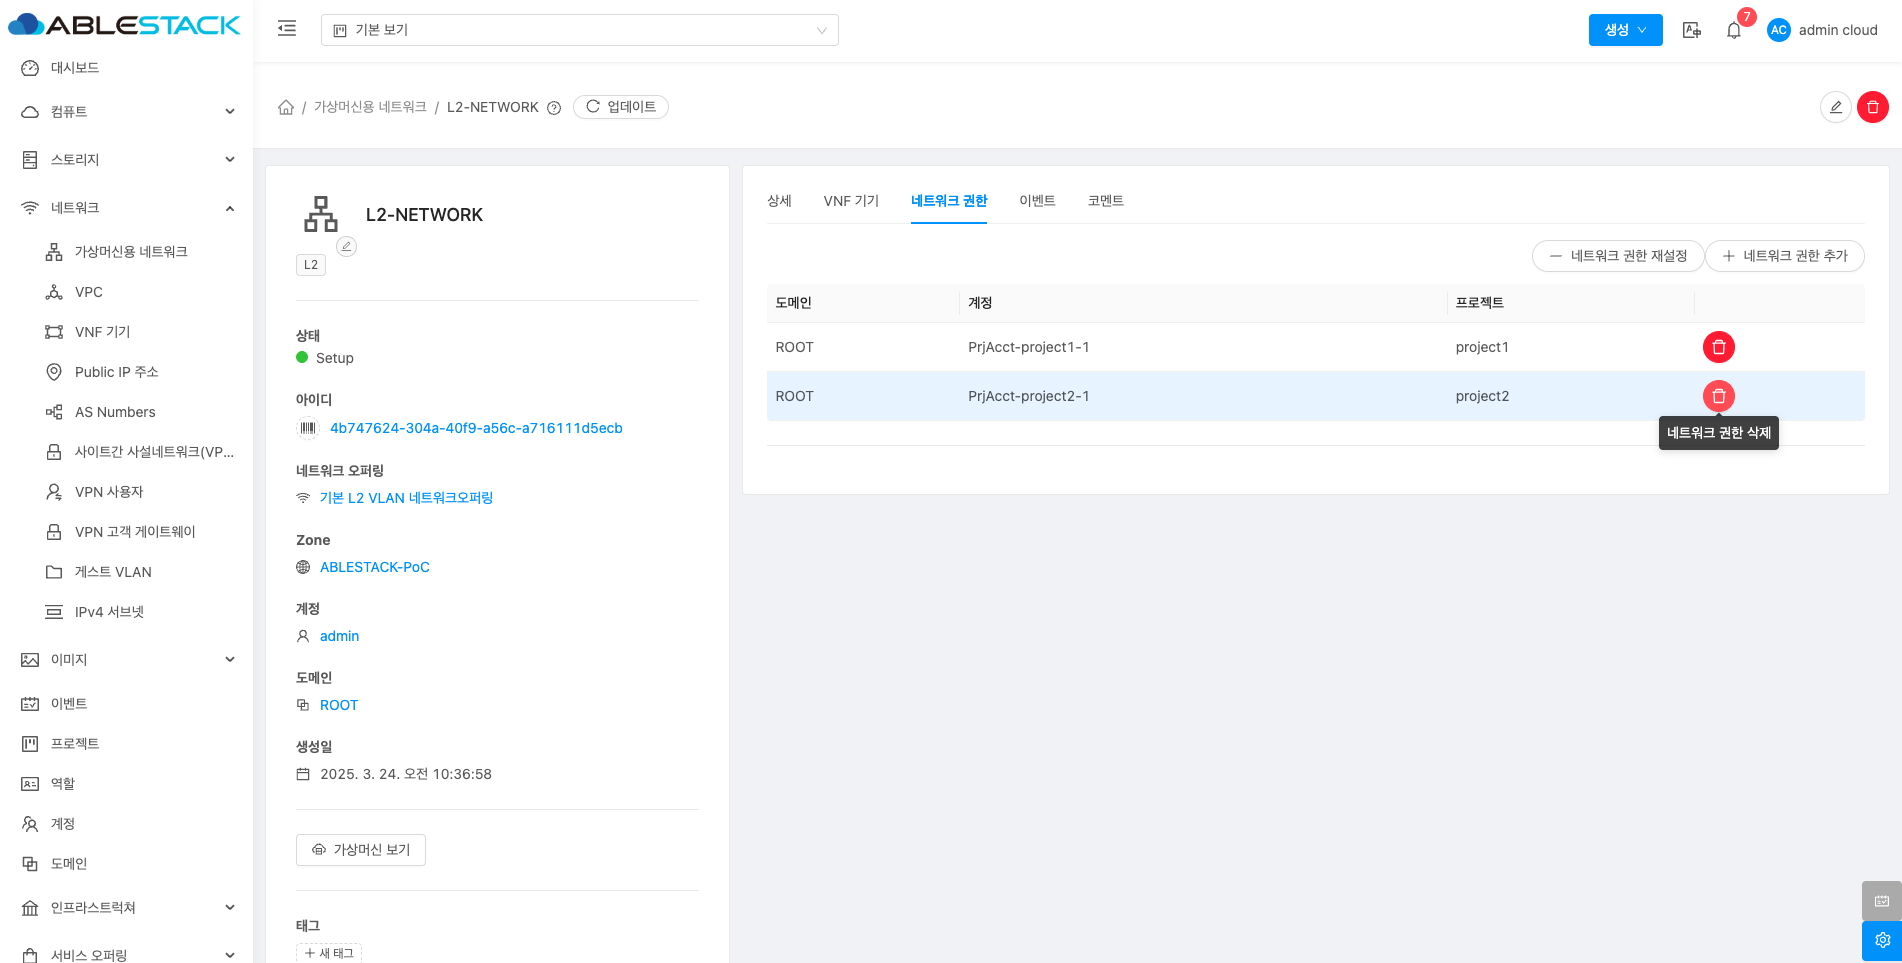 ABLESTACK
기본 보기
생성
7
AC
admin cloud
대시보드
컴퓨트
스토리지
네트워크
가상머신용 네트워크
VPC
VNF 기기
Public IP 주소
AS Numbers
사이트간 사설네트워크(VP...
VPN 사용자
VPN 고객 게이트웨이
게스트 VLAN
IPv4 서브넷
이미지
이벤트
프로젝트
역할
계정
도메인
인프라스트럭쳐
서비스 오퍼링
/ 가상머신용 네트워크 / L2-NETWORK
업데이트
L2-NETWORK
L2
상태
Setup
아이디
4b747624-304a-40f9-a56c-a716111d5ecb
네트워크 오퍼링
기본 L2 VLAN 네트워크오퍼링
Zone
ABLESTACK-PoC
계정
admin
도메인
ROOT
생성일
2025. 3. 24. 오전 10:36:58
가상머신 보기
태그
새 태그
상세 VNF 기기 네트워크 권한 이벤트 코멘트
네트워크 권한 재설정 네트워크 권한 추가
도메인 계정 프로젝트
ROOT PrjAcct-project1-1 project1
ROOT PrjAcct-project2-1 project2
네트워크 권한 삭제